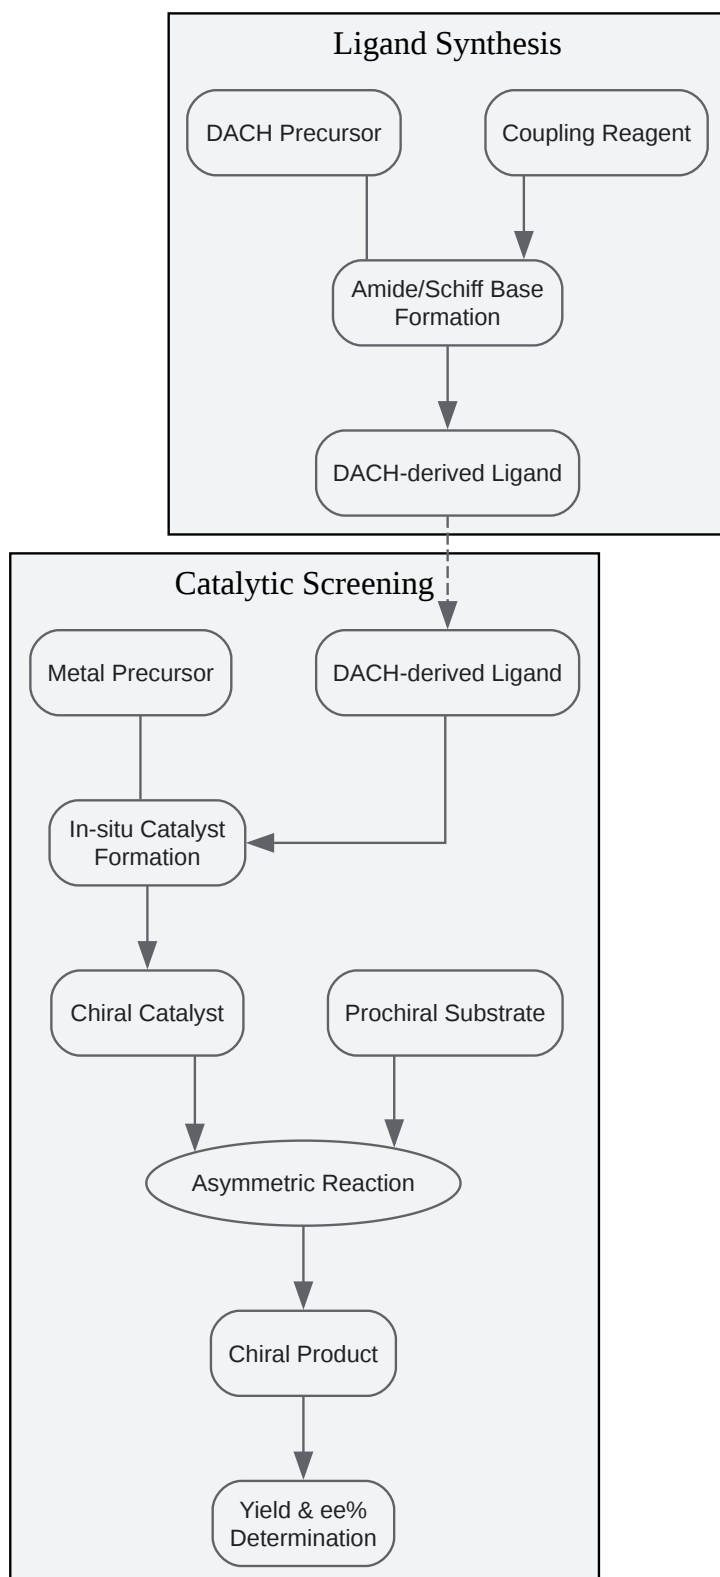 Ligand Synthesis
DACH Precursor
Coupling Reagent
Amide/Schiff Base
Formation
DACH-derived Ligand
Catalytic Screening
Metal Precursor
DACH-derived Ligand
In-situ Catalyst
Formation
Chiral Catalyst
Prochiral Substrate
Asymmetric Reaction
Chiral Product
Yield & ee%
Determination